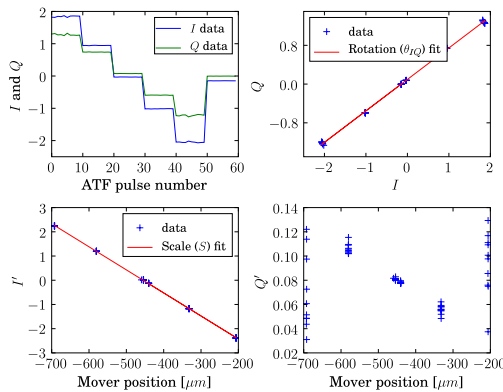 2
1
0
−1
−2
0 10 20 30 40 50 60
I and Q
ATF pulse number
I data
Q data
0.8
0.0
−0.8
−2 −1 0 1 2
Q
I
data
Rotation (θIQ) fit
3
2
1
0
−1
−2
−3
−700 −600 −500 −400 −300 −200
I′
Mover position [μm]
data
Scale (S) fit
0.14
0.12
0.10
0.08
0.06
0.04
0.02
−700 −600 −500 −400 −300 −200
Q′
Mover position [μm]